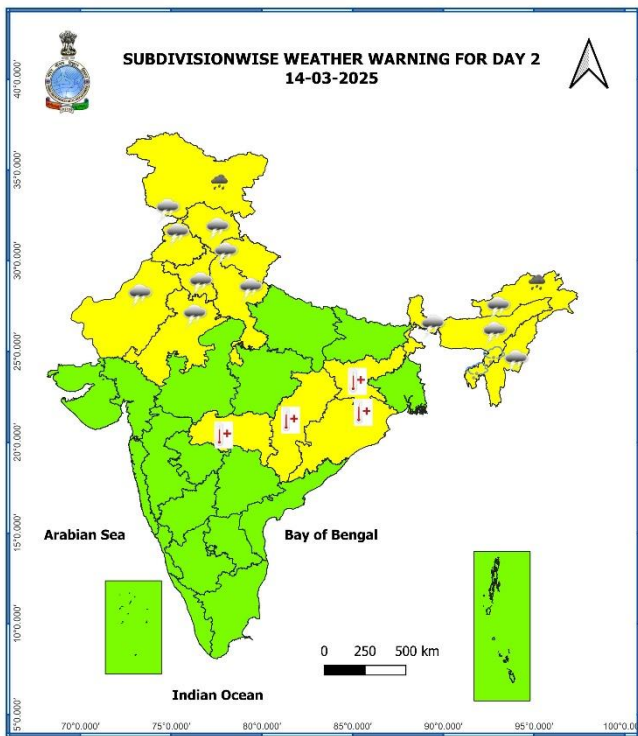 SUBDIVISIONWISE WEATHER WARNING FOR DAY 2
14-03-2025
40°0.000'
35°0.000'
30°0.000'
25°0.000'
20°0.000'
15°0.000'
10°0.000'
5°0.000'
Arabian Sea
Bay of Bengal
0 250 500 km
Indian Ocean
70°0.000' 75°0.000' 80°0.000' 85°0.000' 90°0.000' 95°0.000' 100°0.0